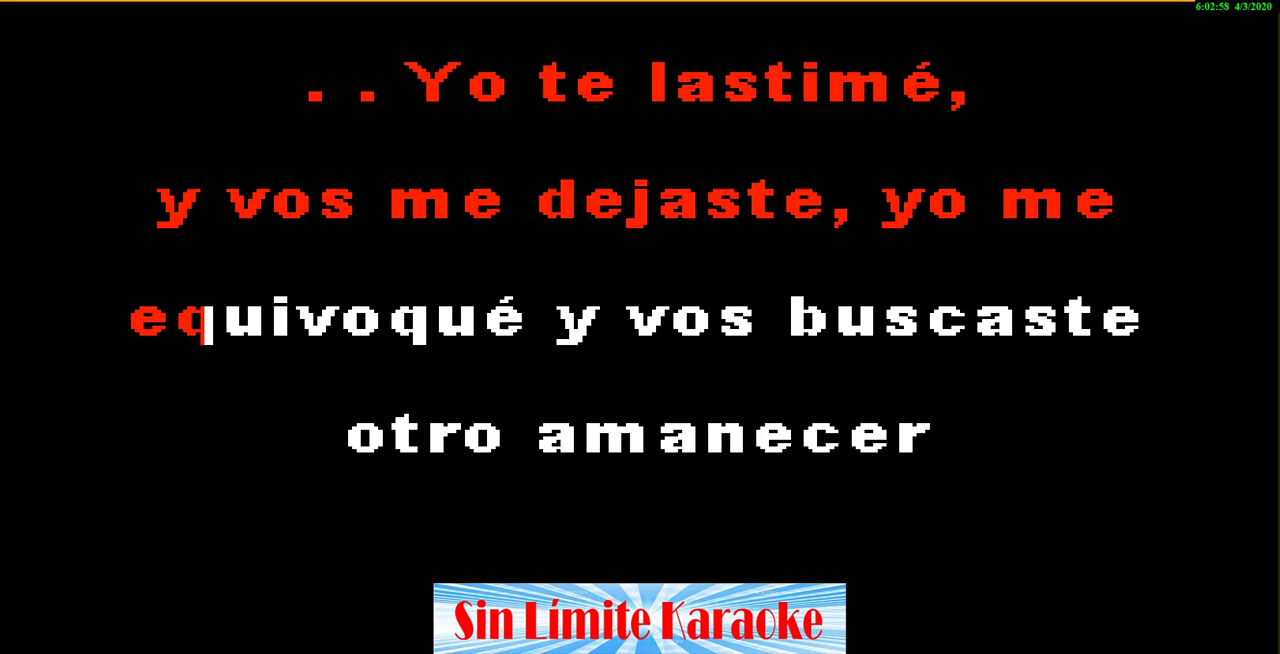 6:02:58 4/3/2020
. . Yo te lastimé,
y vos me dejaste, yo me
equivoqué y vos buscaste
otro amanecer
Sin Límite Karaoke